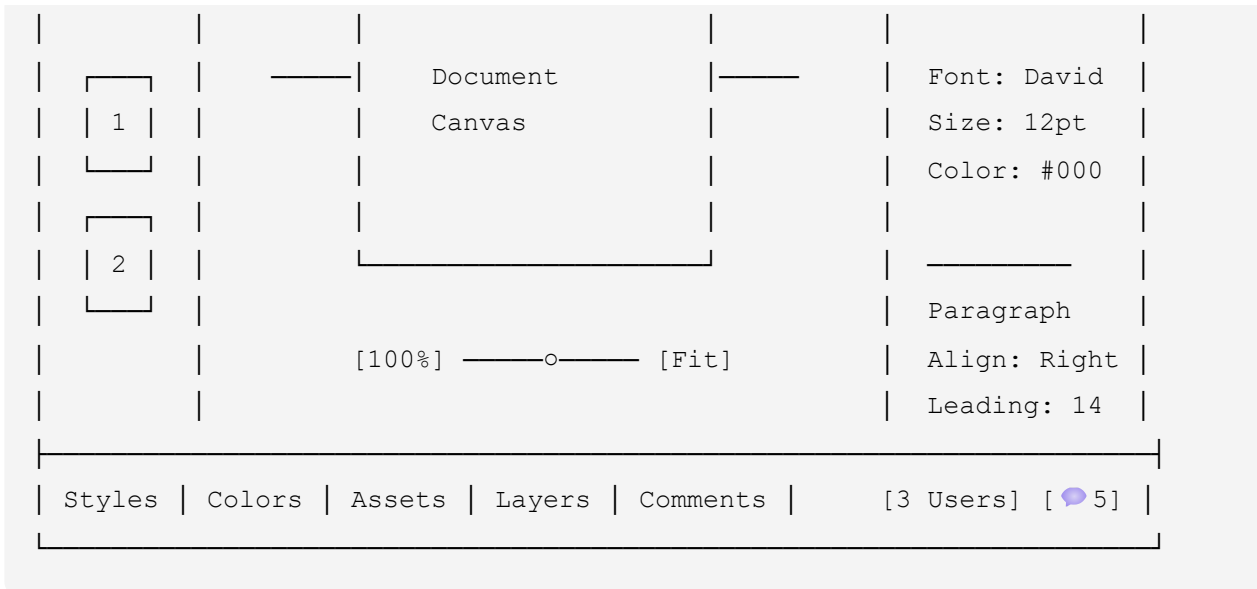 Document Font: David
1 Canvas Size: 12pt
Color: #000
2
Paragraph
[100%] [Fit] Align: Right
Leading: 14
Styles | Colors | Assets | Layers | Comments | [3 Users] [💬5]